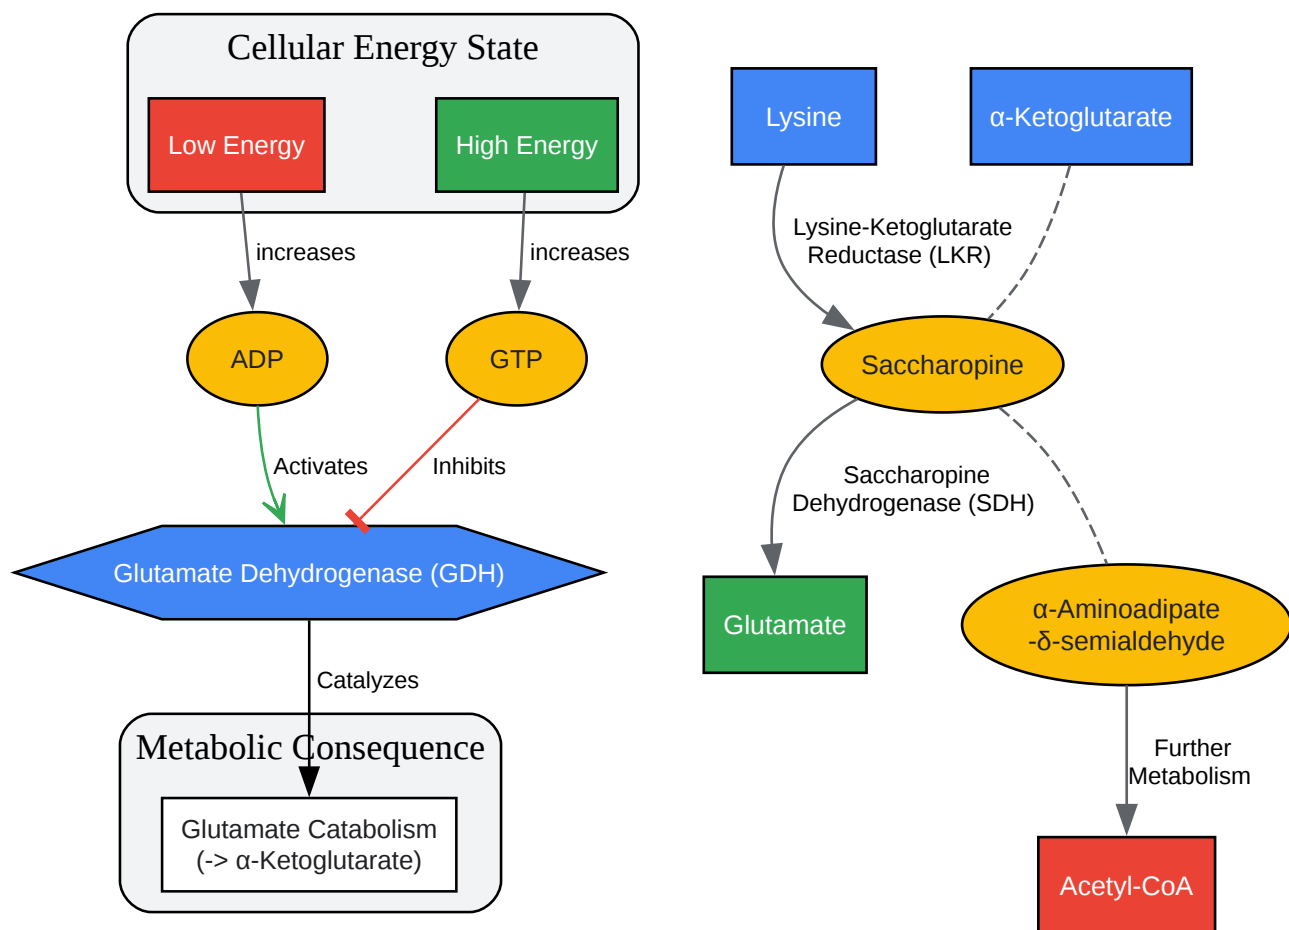 Cellular Energy State
Low Energy
High Energy
increases
increases
ADP
GTP
Activates
Inhibits
Glutamate Dehydrogenase (GDH)
Catalyzes
Metabolic Consequence
Glutamate Catabolism
(-> α-Ketoglutarate)
Lysine
α-Ketoglutarate
Lysine-Ketoglutarate
Reductase (LKR)
Saccharopine
Saccharopine
Dehydrogenase (SDH)
Glutamate
α-Aminoadipate
-δ-semialdehyde
Further
Metabolism
Acetyl-CoA